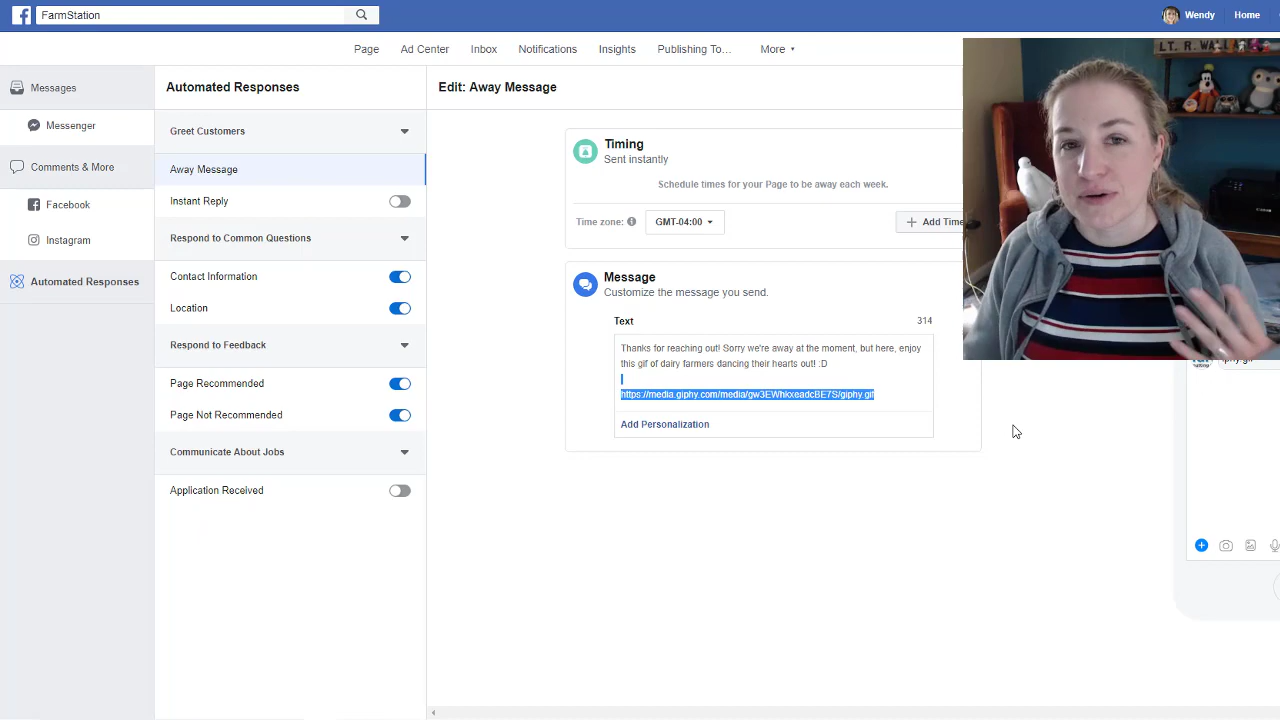 FarmStation
Wendy
Home
Page
Ad Center
Inbox
Notifications
Insights
Publishing To…
More
Messages
Messenger
Comments & More
Facebook
Instagram
Automated Responses
Automated Responses
Greet Customers
Away Message
Instant Reply
Respond to Common Questions
Contact Information
Location
Respond to Feedback
Page Recommended
Page Not Recommended
Communicate About Jobs
Application Received
Edit: Away Message
Timing
Sent instantly
Schedule times for your Page to be away each week.
Time zone:
GMT-04:00
Add Time
Message
Customize the message you send.
Text
314
Thanks for reaching out! Sorry we're away at the moment, but here, enjoy
this gif of dairy farmers dancing their hearts out! :D
https://media.giphy.com/media/gw3EWhkxeadcBE7S/giphy.gif
Add Personalization
LT. R.